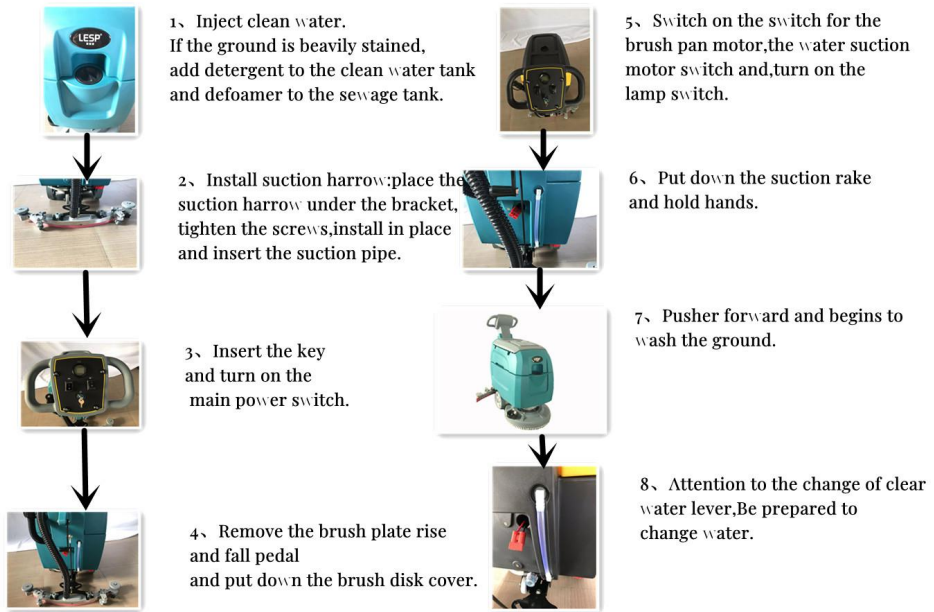 LESP
1、Inject clean water.
If the ground is beavily stained,
add detergent to the clean water tank
and defoamer to the sewage tank.
2、Install suction harrow:place the
suction harrow under the bracket,
tighten the screws,install in place
and insert the suction pipe.
3、Insert the key
and turn on the
main power switch.
4、Remove the brush plate rise
and fall pedal
and put down the brush disk cover.
5、Switch on the switch for the
brush pan motor,the water suction
motor switch and,turn on the
lamp switch.
6、Put down the suction rake
and hold hands.
7、Pusher forward and begins to
wash the ground.
8、Attention to the change of clear
water lever,Be prepared to
change water.